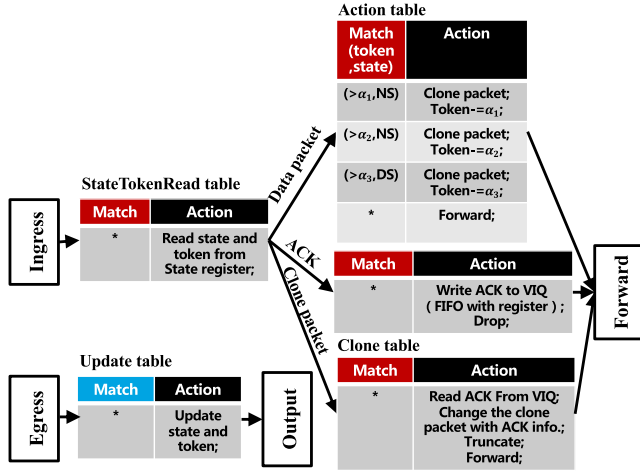 Action table
Match
(token
,state)
Action
(>α₁,NS)
Clone packet;
Token-=α₁;
(>α₂,NS)
Clone packet;
Token-=α₂;
(>α₃,DS)
Clone packet;
Token-=α₃;
*
Forward;
Data packet
ACK
Clone packet
StateTokenRead table
Match
Action
*
Read state and
token from
State register;
Ingress
Match
Action
*
Write ACK to VIQ
( FIFO with register ) ;
Drop;
Forward
Clone table
Match
Action
*
Read ACK From VIQ;
Change the clone
packet with ACK info.;
Truncate;
Forward;
Update table
Match
Action
*
Update
state and
token;
Egress
Output